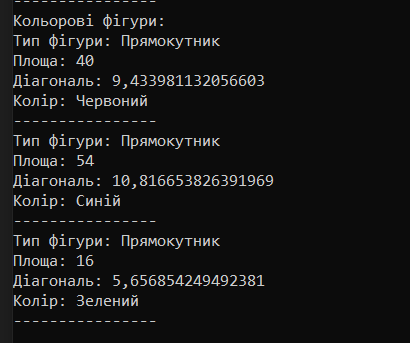 ----------------
Кольорові фігури:
Тип фігури: Прямокутник
Площа: 40
Діагональ: 9,433981132056603
Колір: Червоний
----------------
Тип фігури: Прямокутник
Площа: 54
Діагональ: 10,816653826391969
Колір: Синій
----------------
Тип фігури: Прямокутник
Площа: 16
Діагональ: 5,656854249492381
Колір: Зелений
----------------